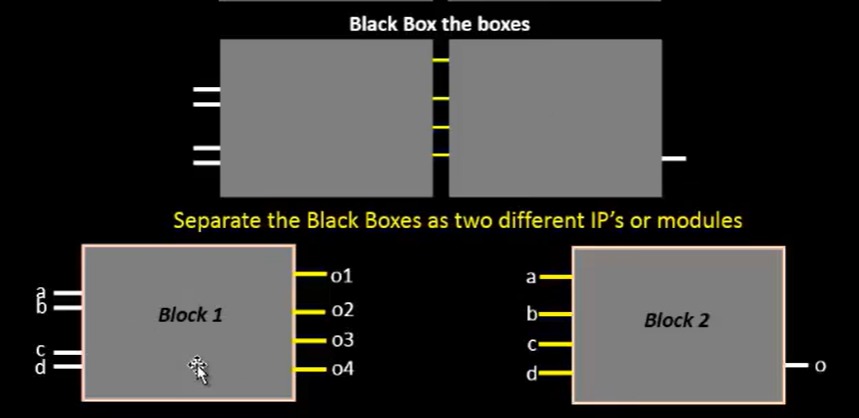 Black Box the boxes
Separate the Black Boxes as two different IP's or modules
a
b
c
d
Block 1
o1
o2
o3
o4
a
b
c
d
Block 2
o